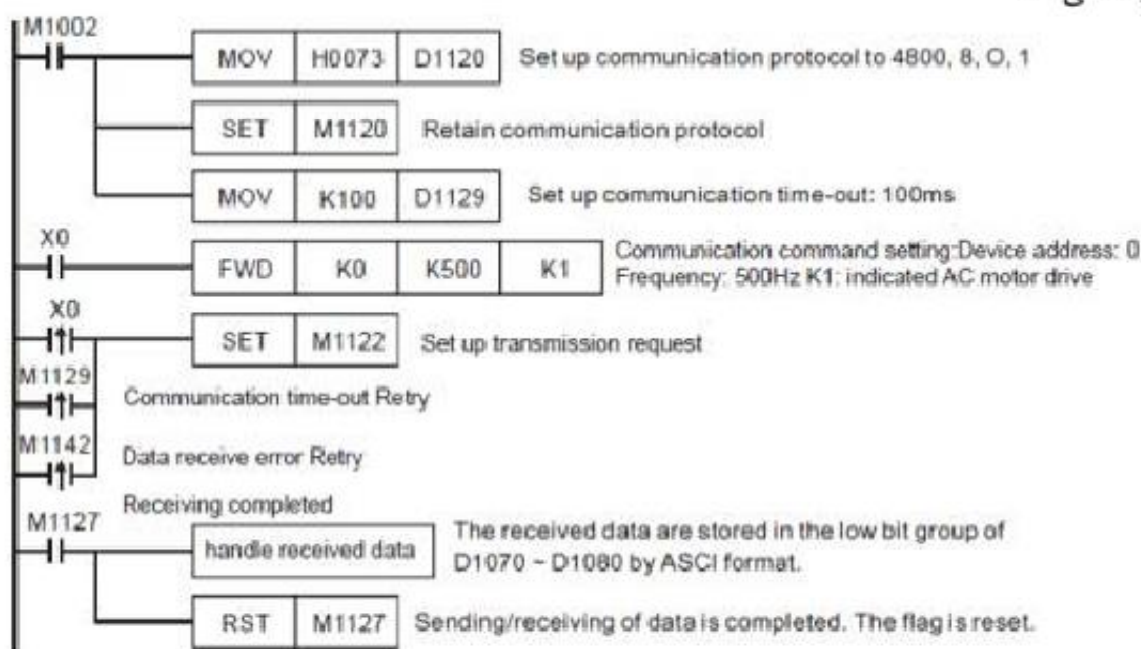 M1002
MOV H0073 D1120 Set up communication protocol to 4800, 8, O, 1
SET M1120 Retain communication protocol
MOV K100 D1129 Set up communication time-out: 100ms
X0
FWD K0 K500 K1 Communication command setting:Device address: 0
Frequency: 500Hz K1: indicated AC motor drive
X0
SET M1122 Set up transmission request
M1129
Communication time-out Retry
M1142
Data receive error Retry
Receiving completed
M1127
handle received data The received data are stored in the low bit group of
D1070 ~ D1080 by ASCI format.
RST M1127 Sending/receiving of data is completed. The flag is reset.